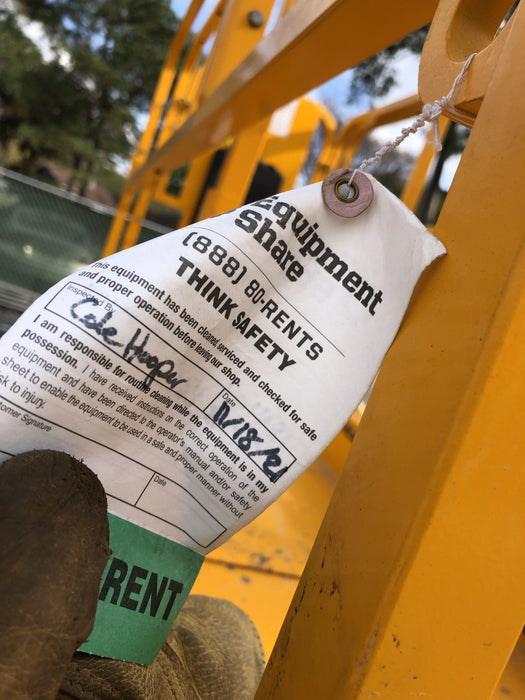 Equipment
Share
(888) 80-RENTS
THINK SAFETY
This equipment has been cleaned, serviced and checked for safe
and proper operation before leaving our shop.
Inspected By
Date
Cade Hooper
11/18/21
I am responsible for routine cleaning while the equipment is in my
possession. I have received instructions on the correct operation of the
equipment and have been directed to the operator's manual and/or safety
sheet to enable the equipment to be used in a safe and proper manner without
to injury.
Signature
Date
RENT